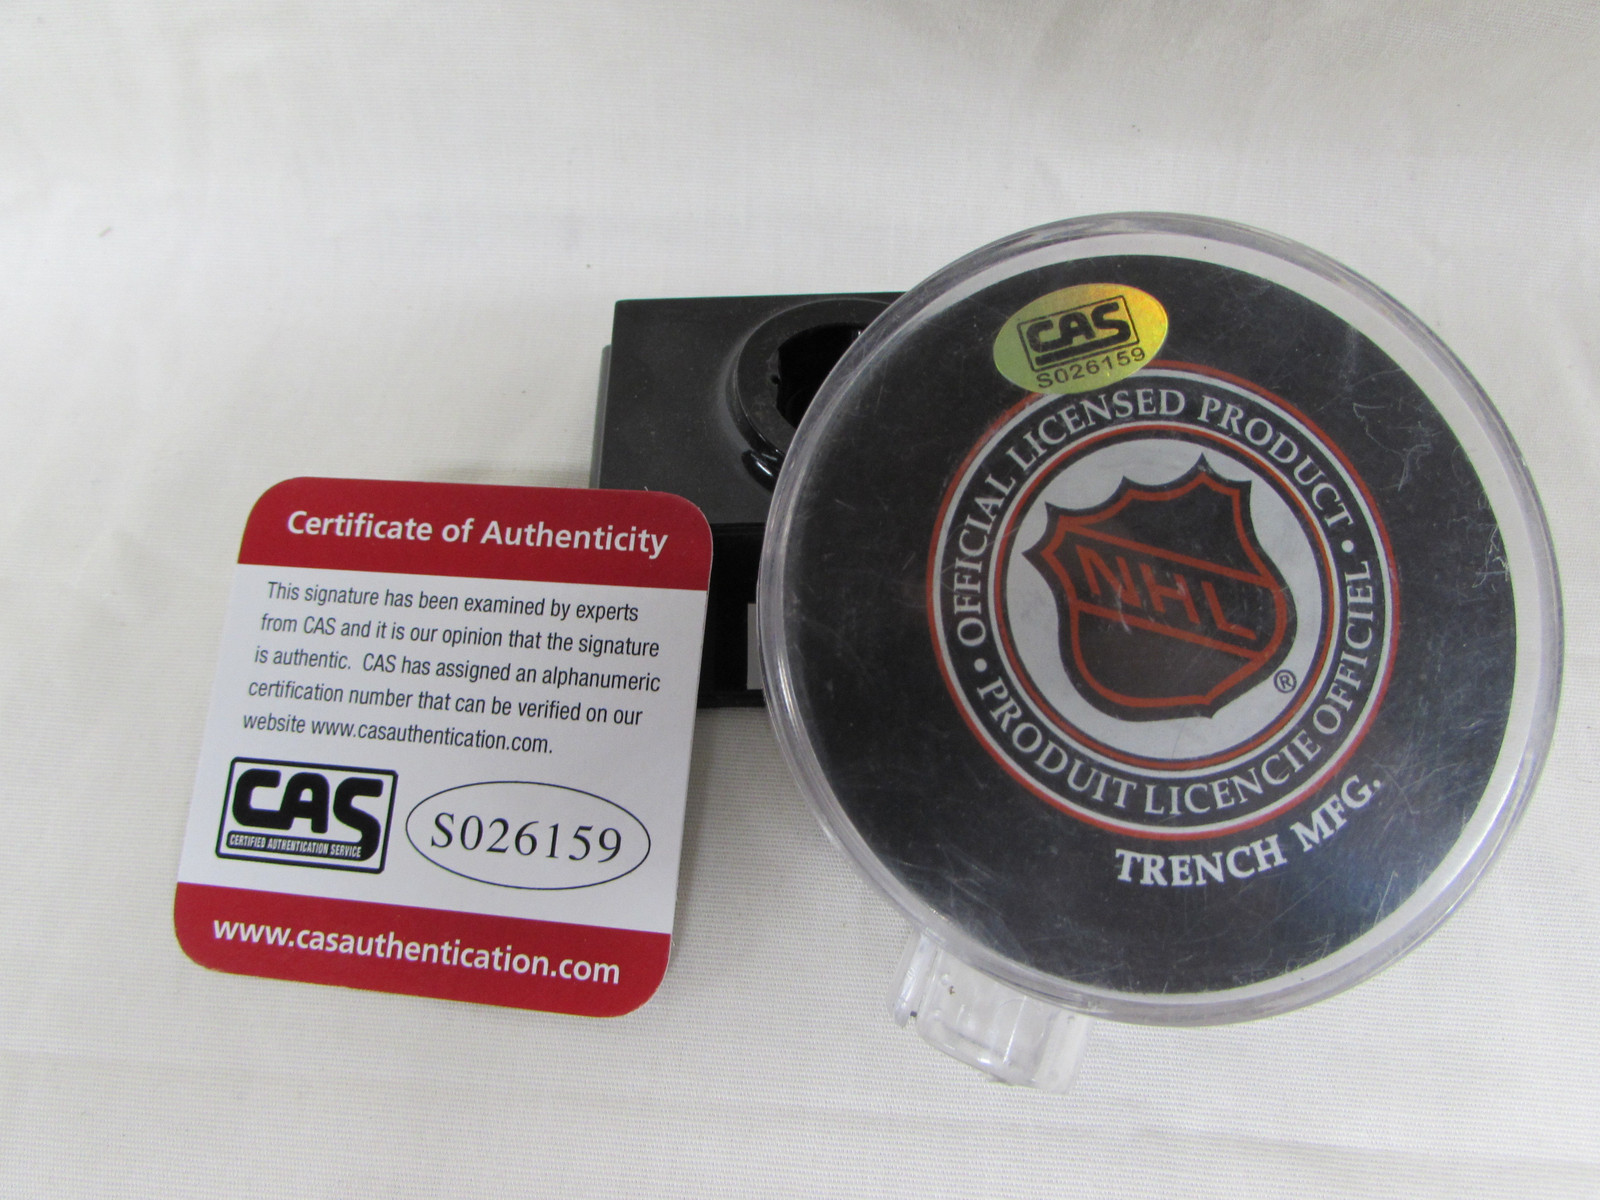 Certificate of Authenticity
This signature has been examined by experts
from CAS and it is our opinion that the signature
is authentic. CAS has assigned an alphanumeric
certification number that can be verified on our
website www.casauthentication.com.
CAS
CERTIFIED AUTHENTICATION SERVICE
S026159
www.casauthentication.com
CAS
S026159
• OFFICIAL LICENSED PRODUCT •
PRODUIT LICENCIE OFFICIEL
NHL
®
TRENCH MFG.